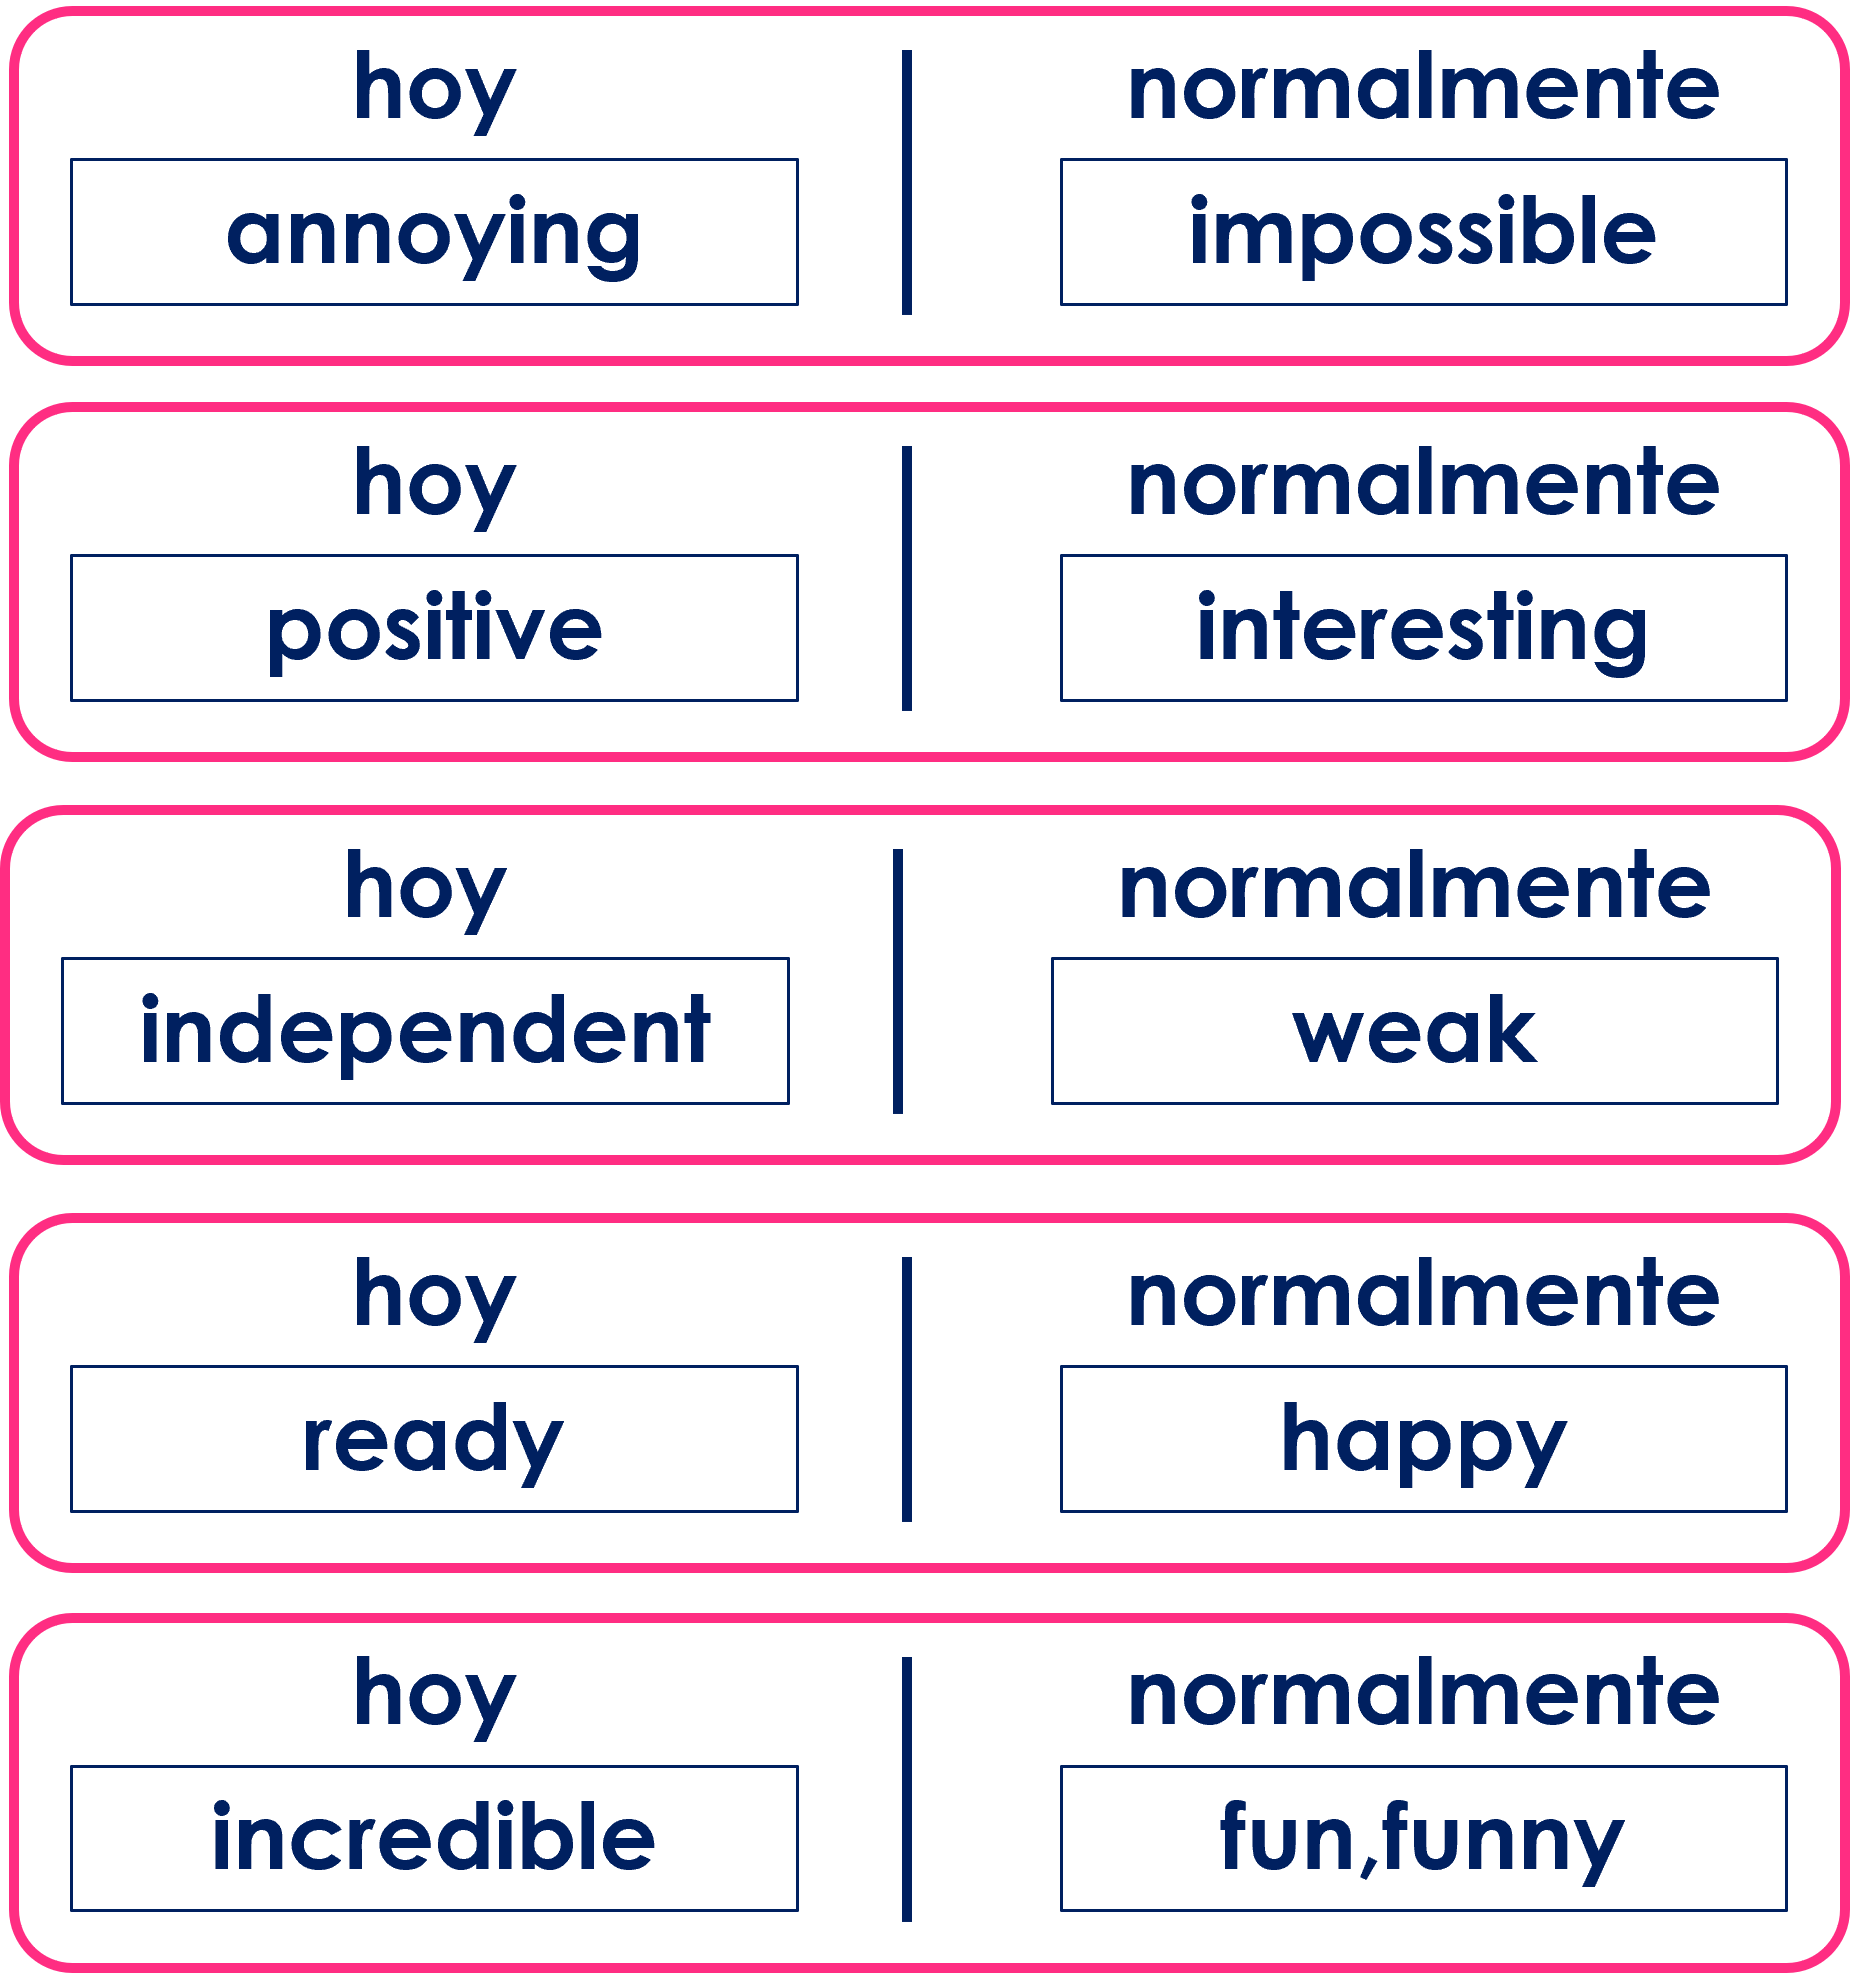 hoy
normalmente
annoying
impossible
hoy
normalmente
positive
interesting
hoy
normalmente
independent
weak
hoy
normalmente
ready
happy
hoy
normalmente
incredible
fun,funny